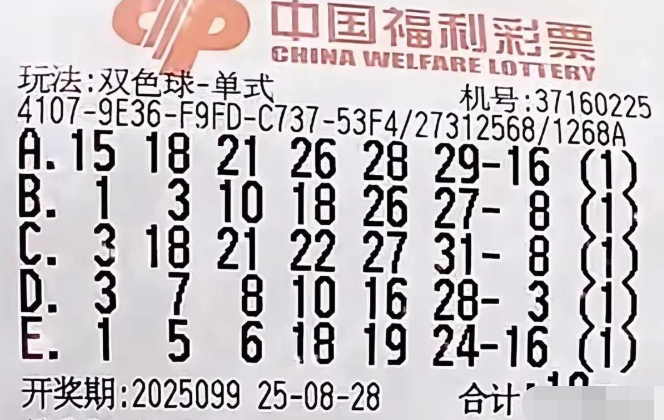 中国福利彩票
CHINA WELFARE LOTTERY
玩法:双色球-单式
机号:37160225
4107-9E36-F9FD-C737-53F4/27312568/1268A
A. 15 18 21 26 28 29-16 (1)
B. 1 3 10 18 26 27- 8 (1)
C. 3 18 21 22 27 31- 8 (1)
D. 3 7 8 10 16 28- 3 (1)
E. 1 5 6 18 19 24-16 (1)
开奖期:2025099 25-08-28 合计